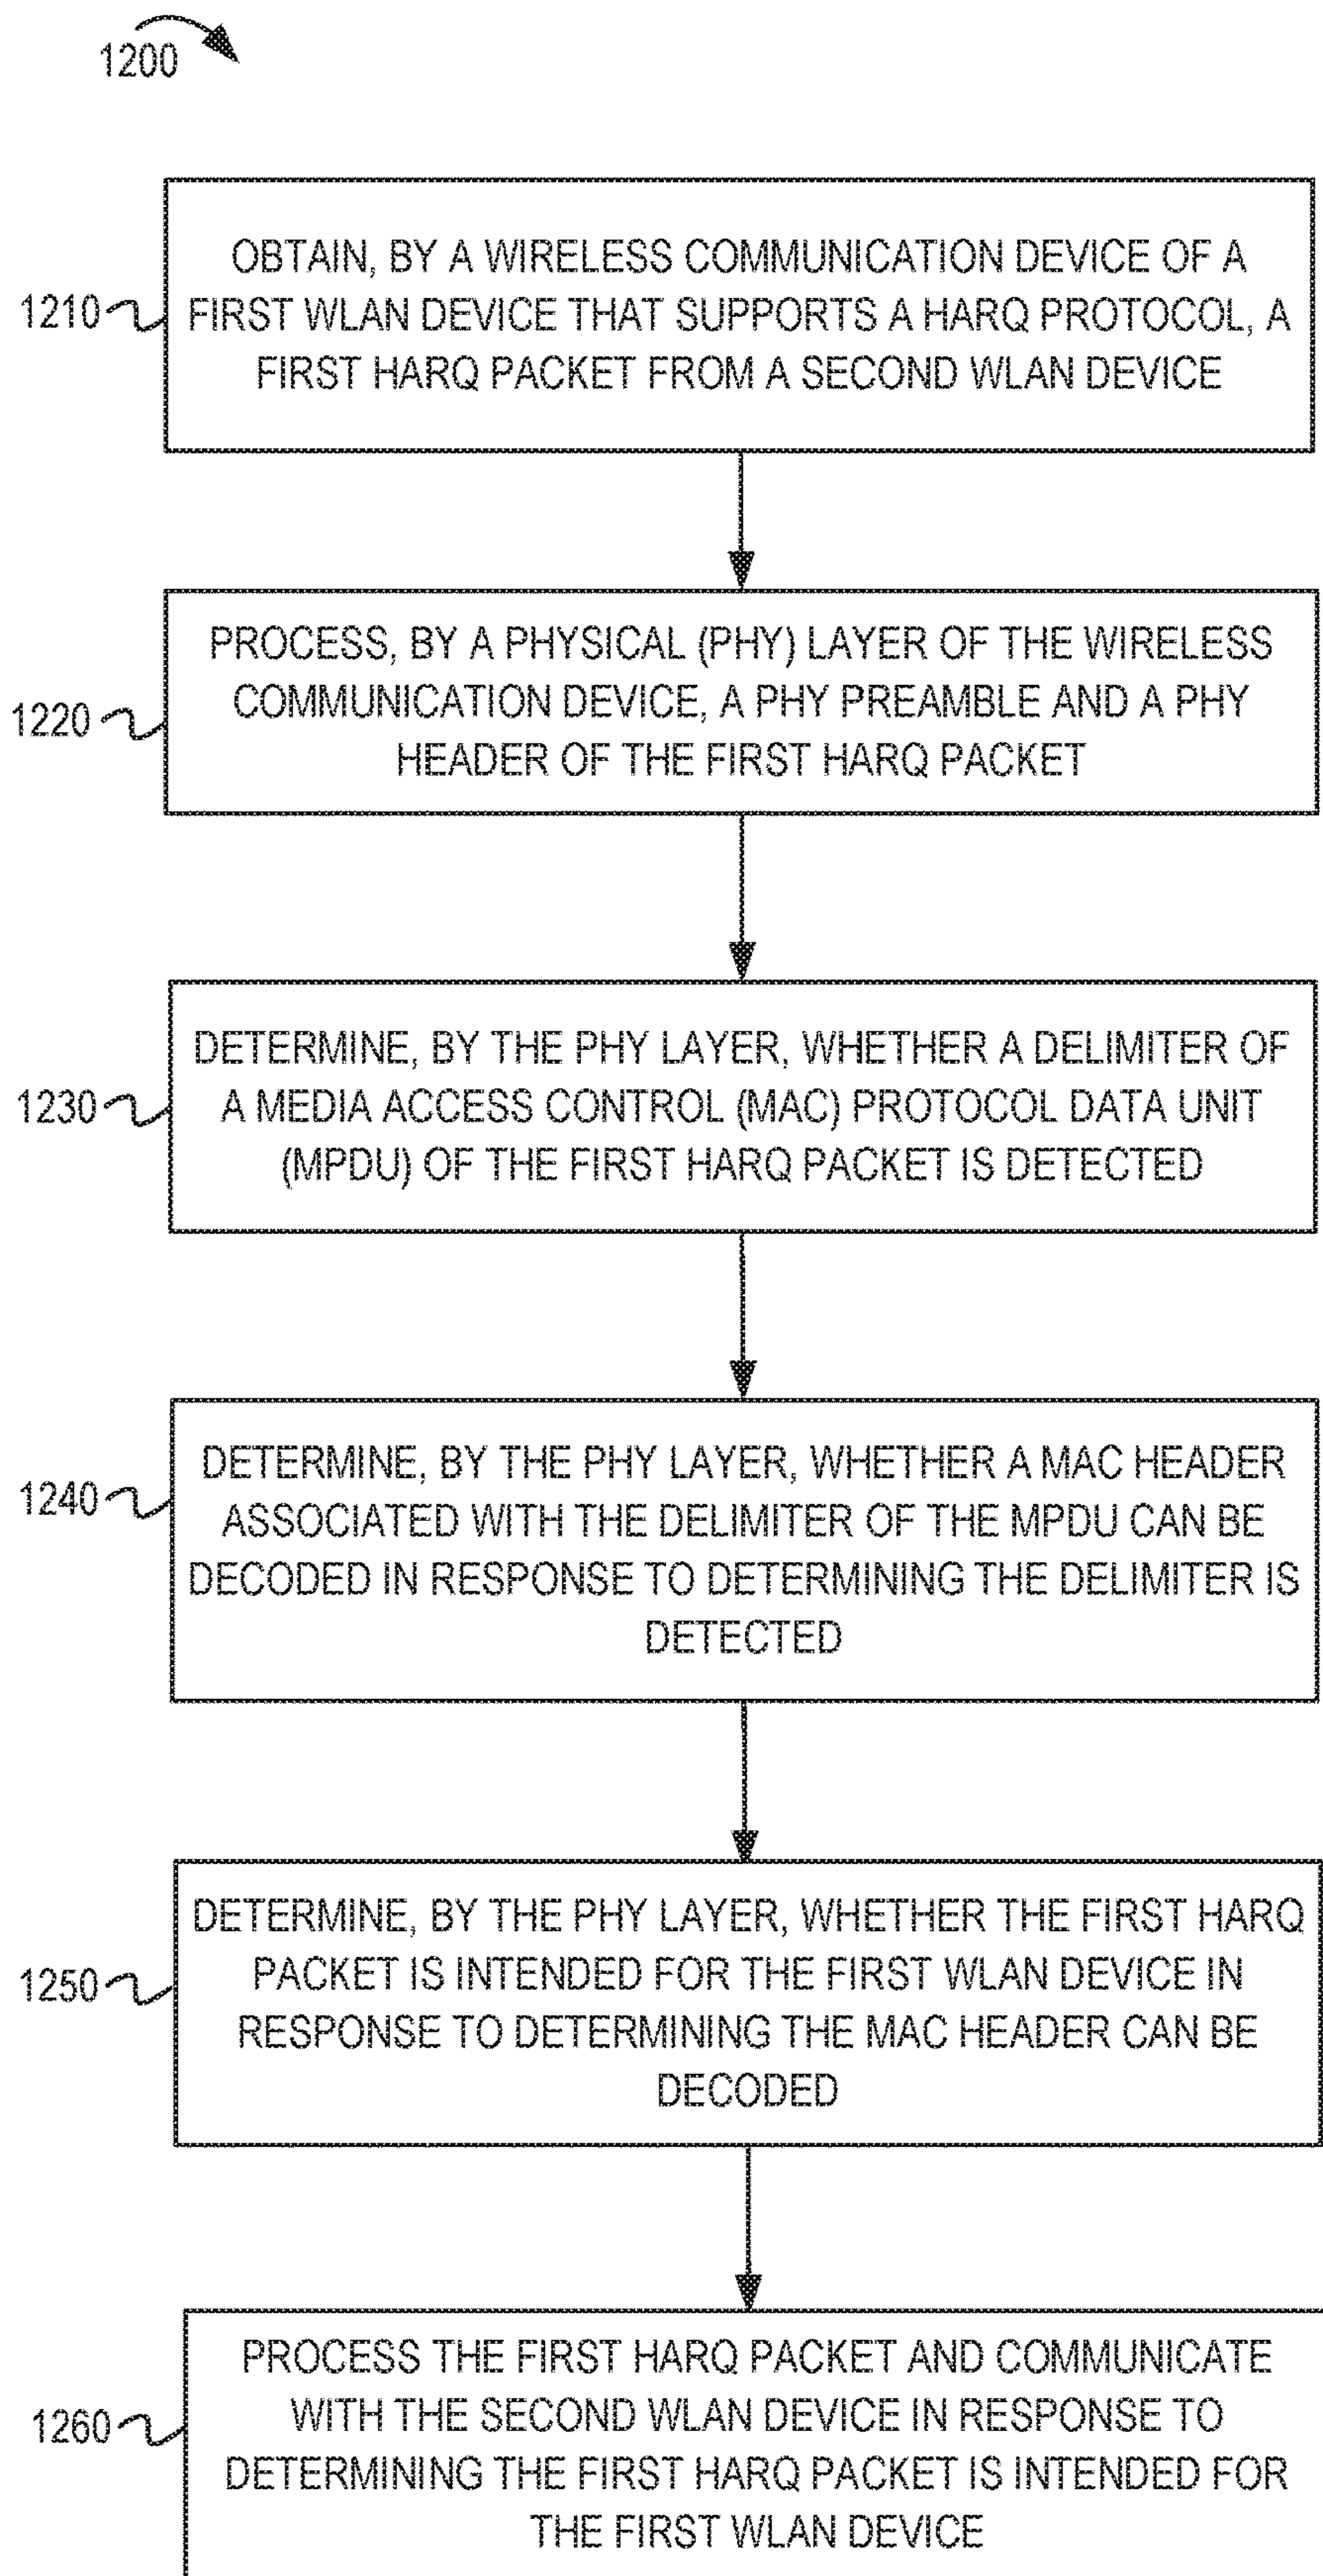 1200
1210
OBTAIN, BY A WIRELESS COMMUNICATION DEVICE OF A
FIRST WLAN DEVICE THAT SUPPORTS A HARQ PROTOCOL, A
FIRST HARQ PACKET FROM A SECOND WLAN DEVICE
1220
PROCESS, BY A PHYSICAL (PHY) LAYER OF THE WIRELESS
COMMUNICATION DEVICE, A PHY PREAMBLE AND A PHY
HEADER OF THE FIRST HARQ PACKET
1230
DETERMINE, BY THE PHY LAYER, WHETHER A DELIMITER OF
A MEDIA ACCESS CONTROL (MAC) PROTOCOL DATA UNIT
(MPDU) OF THE FIRST HARQ PACKET IS DETECTED
1240
DETERMINE, BY THE PHY LAYER, WHETHER A MAC HEADER
ASSOCIATED WITH THE DELIMITER OF THE MPDU CAN BE
DECODED IN RESPONSE TO DETERMINING THE DELIMITER IS
DETECTED
1250
DETERMINE, BY THE PHY LAYER, WHETHER THE FIRST HARQ
PACKET IS INTENDED FOR THE FIRST WLAN DEVICE IN
RESPONSE TO DETERMINING THE MAC HEADER CAN BE
DECODED
1260
PROCESS THE FIRST HARQ PACKET AND COMMUNICATE
WITH THE SECOND WLAN DEVICE IN RESPONSE TO
DETERMINING THE FIRST HARQ PACKET IS INTENDED FOR
THE FIRST WLAN DEVICE